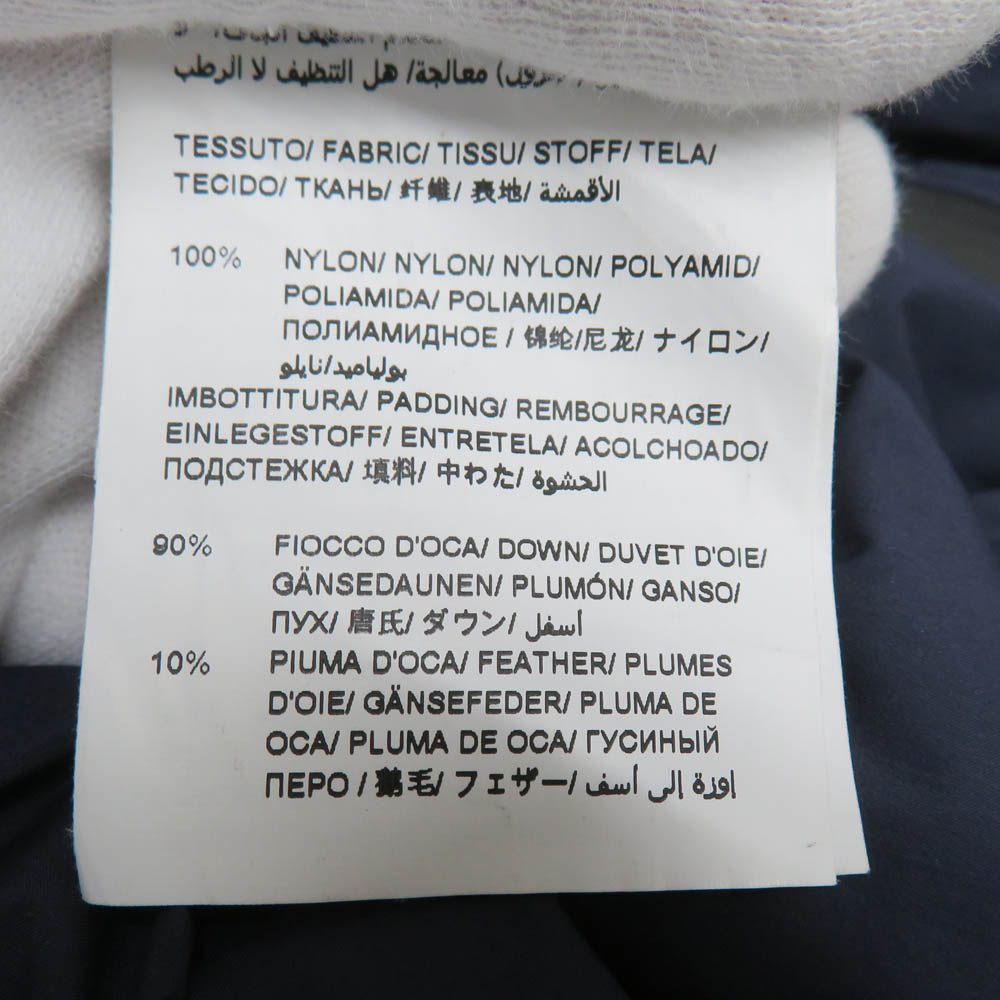 معالجة/ هل التنظيف لا الرطب
TESSUTO/ FABRIC/ TISSU/ STOFF/ TELA/
TECIDO/ ТКАНЬ/ 纤維/ 表地/ الأقمشة
100% NYLON/ NYLON/ NYLON/ POLYAMID/
POLIAMIDA/ POLIAMIDA/
ПОЛИАМИДНОЕ / 锦纶/尼龙/ ナイロン/
بولياميد/نايلو
IMBOTTITURA/ PADDING/ REMBOURRAGE/
EINLEGESTOFF/ ENTRETELA/ ACOLCHOADO/
ПОДСТЕЖКА/ 填料/ 中わた/ الحشوة
90% FIOCCO D'OCA/ DOWN/ DUVET D'OIE/
GÄNSEDAUNEN/ PLUMÓN/ GANSO/
ПУХ/ 唐氏/ ダウン/ أسفل
10% PIUMA D'OCA/ FEATHER/ PLUMES
D'OIE/ GÄNSEFEDER/ PLUMA DE
OCA/ PLUMA DE OCA/ ГУСИНЫЙ
ПЕРО / 鹅毛/ フェザー/ اوزة إلى أسف